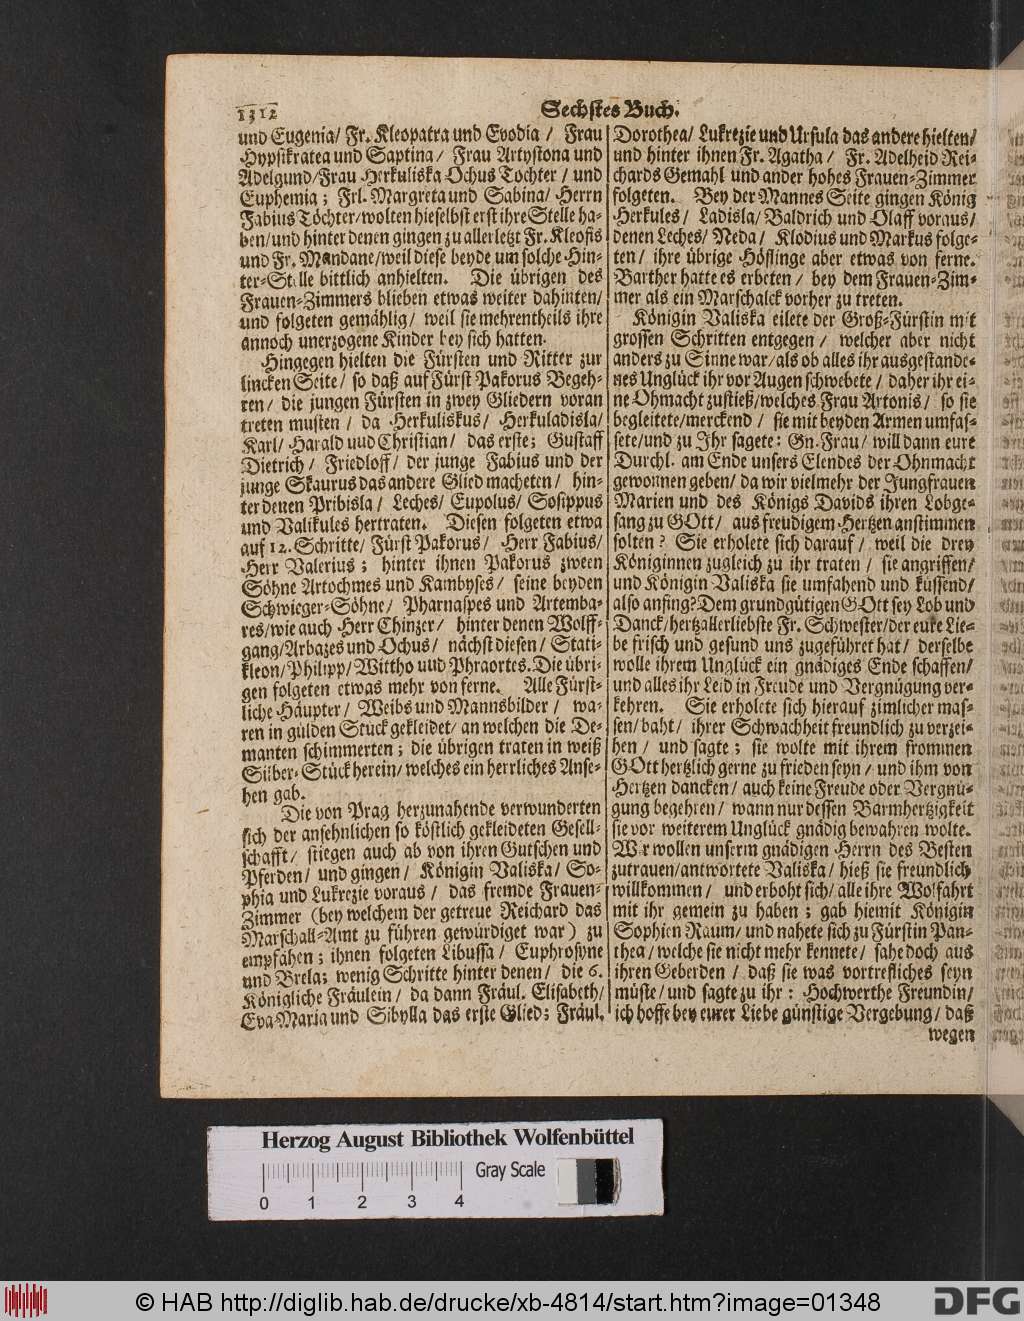 1312
Sechstes Buch.
und Eugenia/ Fr. Kleopatra und Evodia / Frau
Hypsikratea und Saptina/ Frau Artystona und
Adelgund/Frau Herkuliska Ochus Tochter / und
Euphemia; Frl. Margreta und Sabina/ Herrn
Fabius Töchter/wolten hieselbst erst ihre Stelle ha-
ben/und hinter denen gingen zu allerletzt Fr. Kleofis
und Fr. Mandane/weil diese beyde um solche Hin-
ter-Stelle bittlich anhielten. Die übrigen des
Frauen-Zimmers blieben etwas weiter dahinten/
und folgeten gemählig/ weil sie mehrentheils ihre
annoch unerzogene Kinder bey sich hatten.
Hingegen hielten die Fürsten und Ritter zur
lincken Seite/ so daß auf Fürst Pakorus Begeh-
ren/ die jungen Fürsten in zwey Gliedern voran
treten musten / da Herkuliskus/ Herkuladisla/
Karl/ Harald uud Christian/ das erste; Gustaff
Dietrich/ Friedloff/ der junge Fabius und der
junge Skaurus das andere Glied macheten/ hin-
ter denen Pribisla/ Leches/ Eupolus/ Sosippus
und Valikules hertraten. Diesen folgeten etwa
auf 12. Schritte/ Fürst Pakorus/ Herr Fabius/
Herr Valerius; hinter ihnen Pakorus zween
Söhne Artochmes und Kambyses/ seine beyden
Schwieger-Söhne/ Pharnaspes und Artemba-
res/wie auch Herr Chinzer/ hinter denen Wolff-
gang/Arbazes und Ochus/ nächst diesen/ Stati-
kleon/Philipp/Wittho uud Phraortes. Die übri-
gen folgeten etwas mehr von ferne. Alle Fürst-
liche Häupter/ Weibs und Mannsbilder/ wa-
ren in gülden Stück gekleidet/ an welchen die De-
manten schimmerten; die übrigen traten in weiß
Silber-Stück herein/welches ein herrliches Anse-
hen gab.
Die von Prag herzunahende verwunderten
sich der ansehnlichen so köstlich gekleideten Gesell-
schafft/ stiegen auch ab von ihren Gutschen und
Pferden/ und gingen/ Königin Valiska/ So-
phia und Lukrezie voraus/ das fremde Frauen-
Zimmer (bey welchem der getreue Reichard das
Marschall-Amt zu führen gewürdiget war) zu
empfahen; ihnen folgeten Libussa/ Euphrosyne
und Brela; wenig Schritte hinter denen/ die 6.
Königliche Fräulein/ da dann Fräul. Elisabeth/
Eva-Maria und Sibylla das erste Glied; Fräul.
Dorothea/ Lukrezie und Ursula das andere hielten/
und hinter ihnen Fr. Agatha/ Fr. Adelheid Rei-
chards Gemahl und ander hohes Frauen-Zimmer
folgeten. Bey der Mannes Seite gingen König
Herkules/ Ladisla/ Baldrich und Olaff voraus/
denen Leches/ Neda/ Klodius und Markus folge-
ten/ ihre übrige Höflinge aber etwas von ferne.
Barther hatte es erbeten/ bey dem Frauen-Zim-
mer als ein Marschalck vorher zu treten.
Königin Valiska eilete der Groß-Fürstin mit
grossen Schritten entgegen/ welcher aber nicht
anders zu Sinne war/als ob alles ihr ausgestande-
nes Unglück ihr vor Augen schwebete/ daher ihr ei-
ne Ohmacht zustieß/welches Frau Artonis/ so sie
begleitete/merckend/ sie mit beyden Armen umfas-
sete/und zu Ihr sagete: Gn. Frau/ will dann eure
Durchl. am Ende unsers Elendes der Ohnmacht
gewonnen geben/ da wir vielmehr der Jungfrauen
Marien und des Königs Davids ihren Lobge-
sang zu GOtt/ aus freudigem Hertzen anstimmen
solten? Sie erholete sich darauf/ weil die drey
Königinnen zugleich zu ihr traten/ sie angriffen/
und Königin Valiska sie umfahend und küssend/
also anfing? Dem grundgütigen GOtt sey Lob und
Danck/hertzallerliebste Fr. Schwester/der euke Lie-
be frisch und gesund uns zugeführet hat/ derselbe
wolle ihrem Unglück ein gnädiges Ende schaffen/
und alles ihr Leid in Freude und Vergnügung ver-
kehren. Sie erholete sich hierauf zimlicher mas-
sen/baht/ ihrer Schwachheit freundlich zu verzei-
hen/ und sagte; sie wolte mit ihrem frommen
GOtt hertzlich gerne zu frieden seyn/ und ihm von
Hertzen dancken/ auch keine Freude oder Vergnü-
gung begehren/ wann nur dessen Barmhertzigkeit
sie vor weiterem Unglück gnädig bewahren wolte.
Wir wollen unserm gnädigen Herrn des Besten
zutrauen/antwortete Valiska/ hieß sie freundlich
willkommen/ und erboht sich/ alle ihre Wolfahrt
mit ihr gemein zu haben; gab hiemit Königin
Sophien Raum/ und nahete sich zu Fürstin Pan-
thea/welche sie nicht mehr kennete/ sahe doch aus
ihren Geberden/ daß sie was vortrefliches seyn
müste/und sagte zu ihr: Hochwerthe Freundin/
ich hoffe bey eurer Liebe günstige Vergebung/ daß
wegen
Herzog August Bibliothek Wolfenbüttel
Gray Scale
0 1 2 3 4
© HAB http://diglib.hab.de/drucke/xb-4814/start.htm?image=01348
DFG